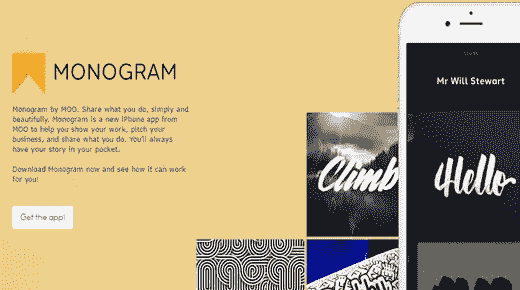 MONOGRAM
Monogram by MOO. Share what you do, simply and
beautifully. Monogram is a new iPhone app from
MOO to help you show your work, pitch your
business, and share what you do. You'll always
have your story in your pocket.
Download Monogram now and see how it can work
for you!
Get the app!
Climb
Mr Will Stewart
Hello